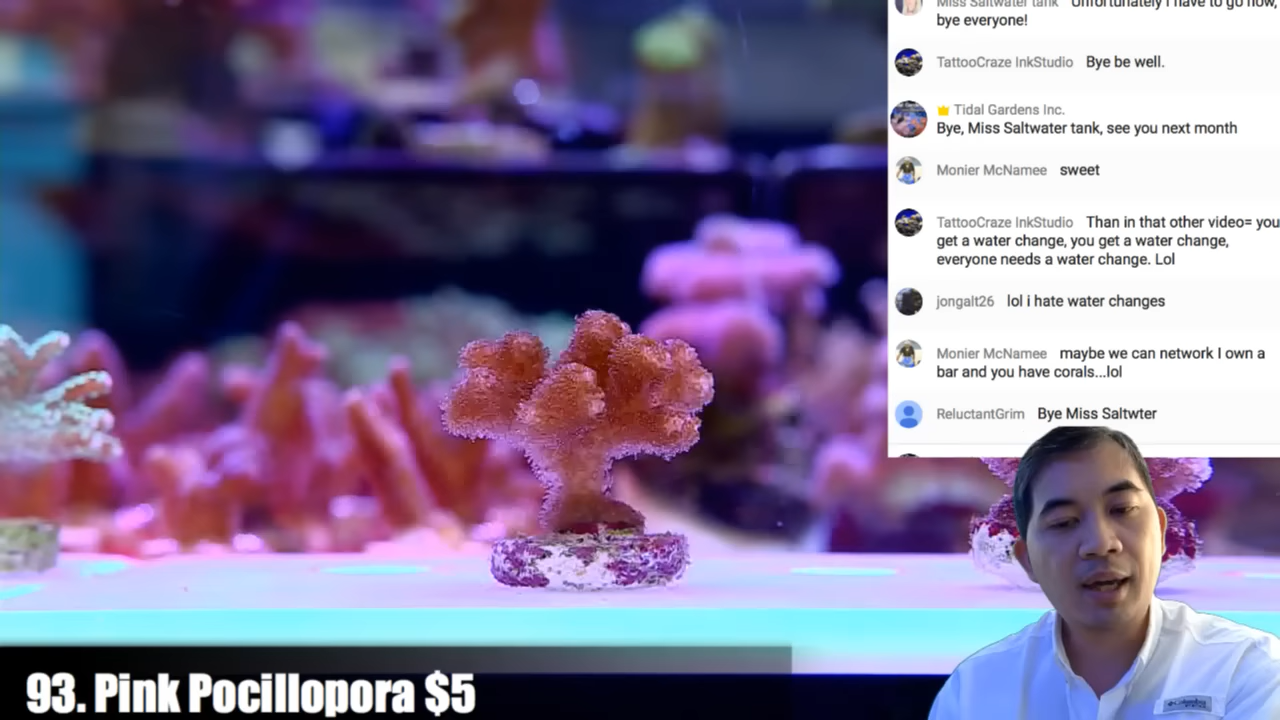 Miss Saltwater tank Unfortunately I have to go now,
bye everyone!
TattooCraze InkStudio Bye be well.
Tidal Gardens Inc.
Bye, Miss Saltwater tank, see you next month
Monier McNamee sweet
TattooCraze InkStudio Than in that other video= you
get a water change, you get a water change,
everyone needs a water change. Lol
jongalt26 lol i hate water changes
Monier McNamee maybe we can network I own a
bar and you have corals...lol
ReluctantGrim Bye Miss Saltwter
93. Pink Pocillopora $5
Columbia